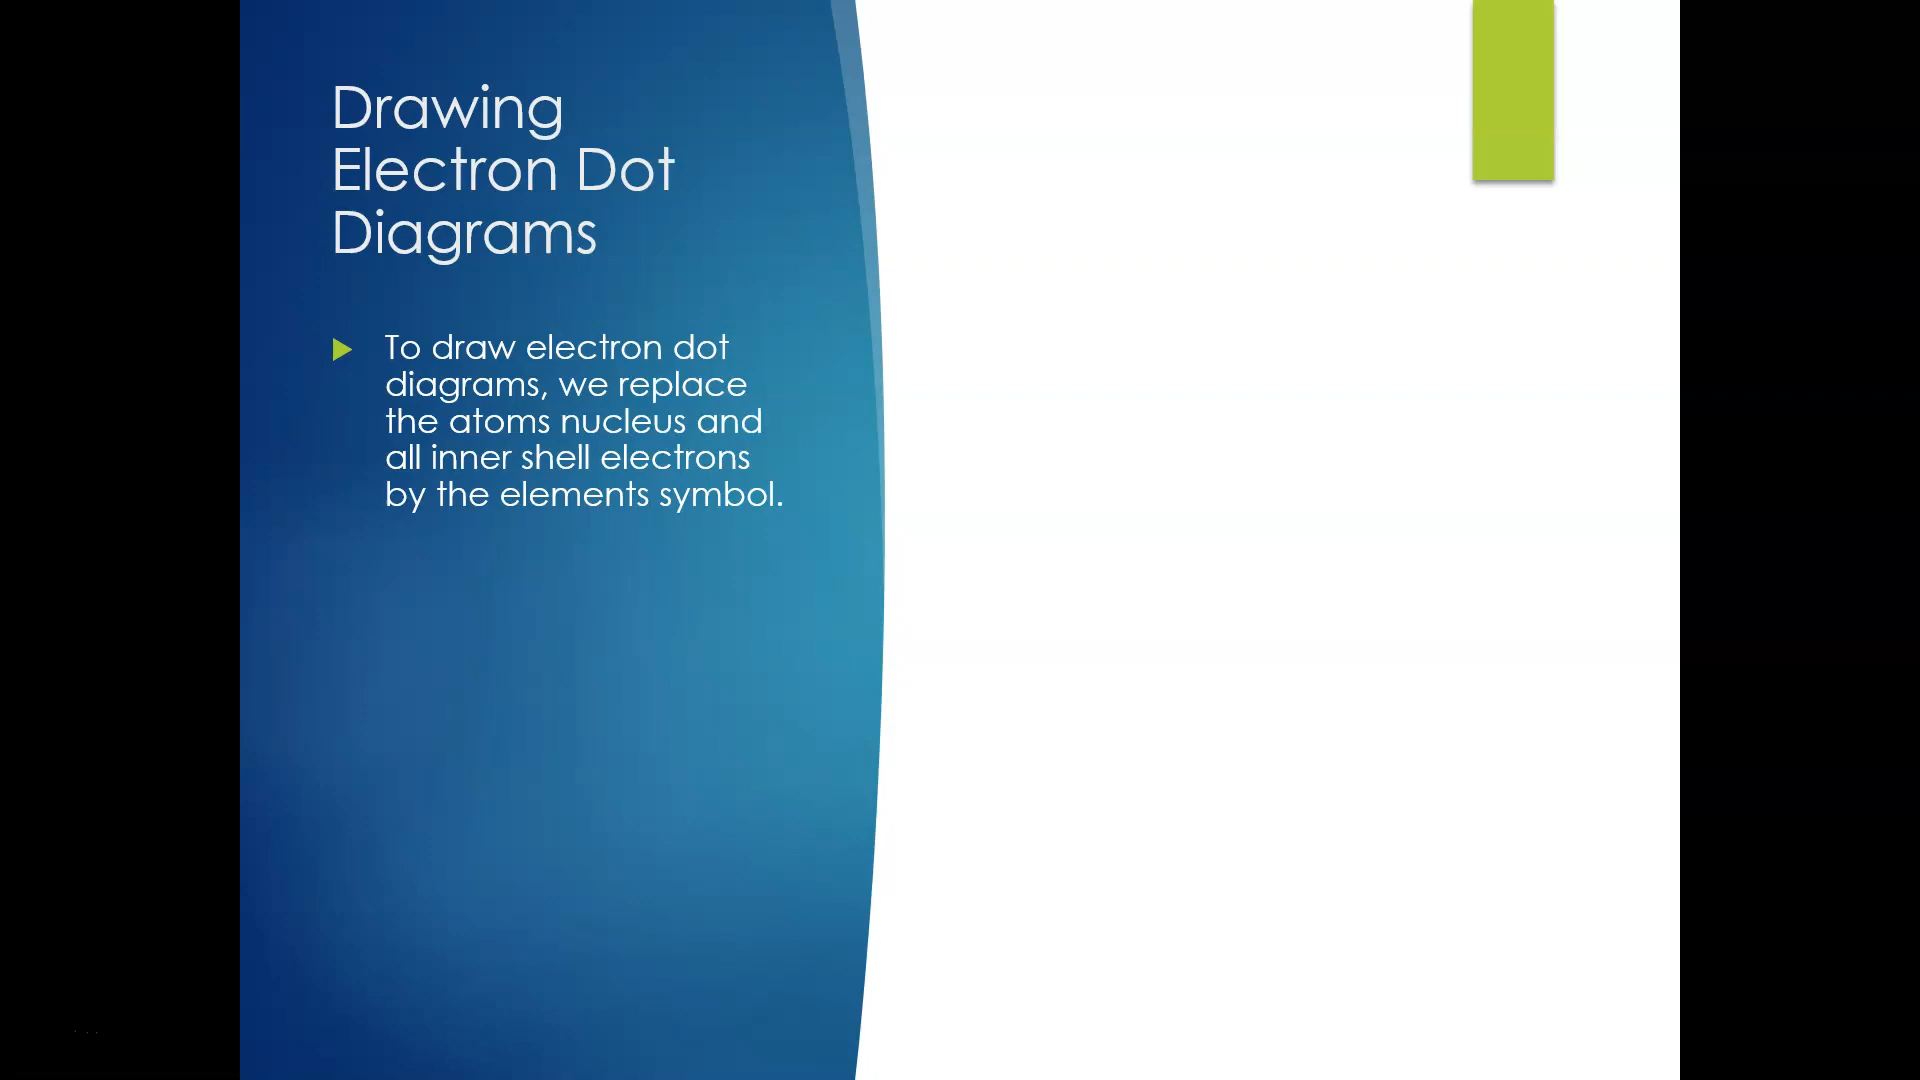 Drawing
Electron Dot
Diagrams
To draw electron dot
diagrams, we replace
the atoms nucleus and
all inner shell electrons
by the elements symbol.